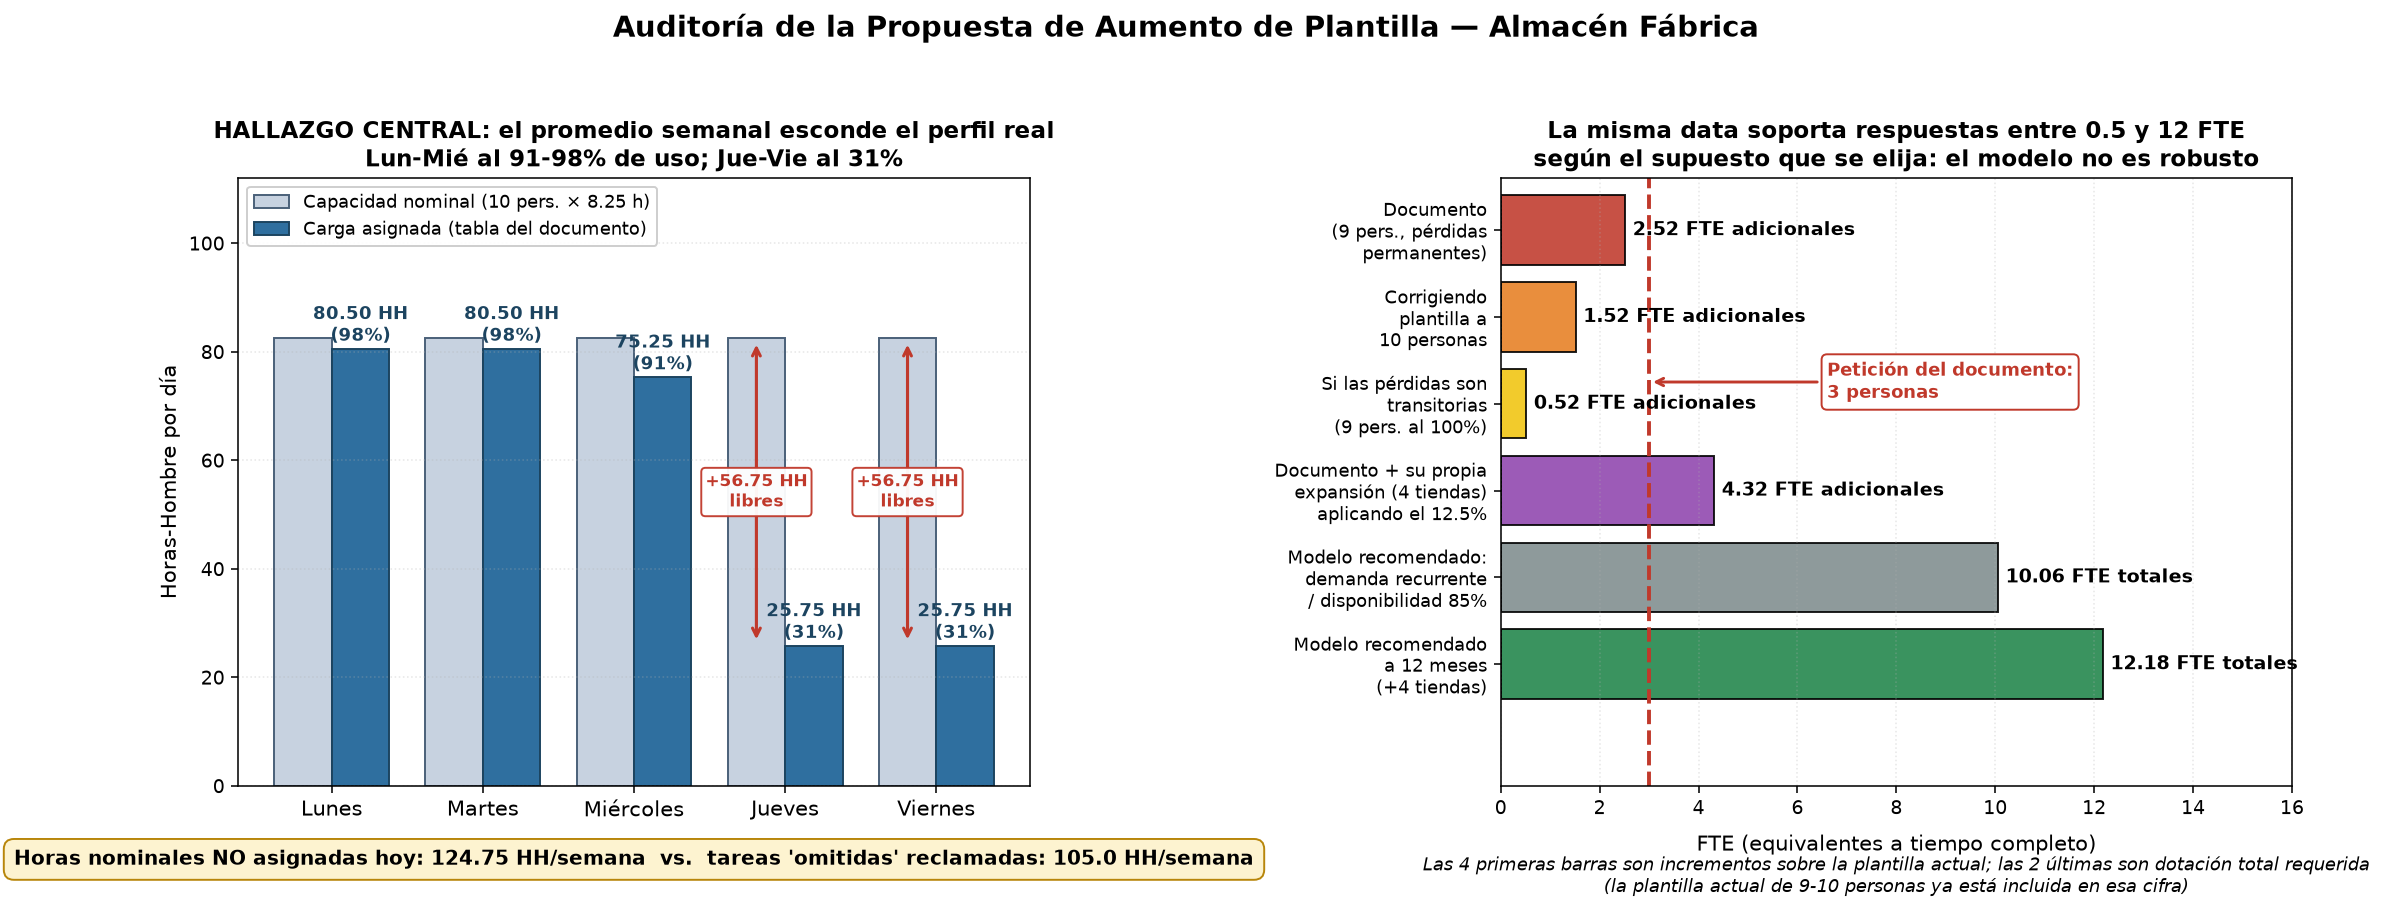 Auditoría de la Propuesta de Aumento de Plantilla — Almacén Fábrica
HALLAZGO CENTRAL: el promedio semanal esconde el perfil real
Lun-Mié al 91-98% de uso; Jue-Vie al 31%
Capacidad nominal (10 pers. × 8.25 h)
Carga asignada (tabla del documento)
Horas-Hombre por día
100
80
60
40
20
0
80.50 HH
(98%)
80.50 HH
(98%)
75.25 HH
(91%)
+56.75 HH
libres
25.75 HH
(31%)
+56.75 HH
libres
25.75 HH
(31%)
Lunes
Martes
Miércoles
Jueves
Viernes
Horas nominales NO asignadas hoy: 124.75 HH/semana vs. tareas 'omitidas' reclamadas: 105.0 HH/semana
La misma data soporta respuestas entre 0.5 y 12 FTE
según el supuesto que se elija: el modelo no es robusto
Documento
(9 pers., pérdidas
permanentes)
2.52 FTE adicionales
Corrigiendo
plantilla a
10 personas
1.52 FTE adicionales
Petición del documento:
3 personas
Si las pérdidas son
transitorias
(9 pers. al 100%)
0.52 FTE adicionales
Documento + su propia
expansión (4 tiendas)
aplicando el 12.5%
4.32 FTE adicionales
Modelo recomendado:
demanda recurrente
/ disponibilidad 85%
10.06 FTE totales
Modelo recomendado
a 12 meses
(+4 tiendas)
12.18 FTE totales
0
2
4
6
8
10
12
14
16
FTE (equivalentes a tiempo completo)
Las 4 primeras barras son incrementos sobre la plantilla actual; las 2 últimas son dotación total requerida
(la plantilla actual de 9-10 personas ya está incluida en esa cifra)